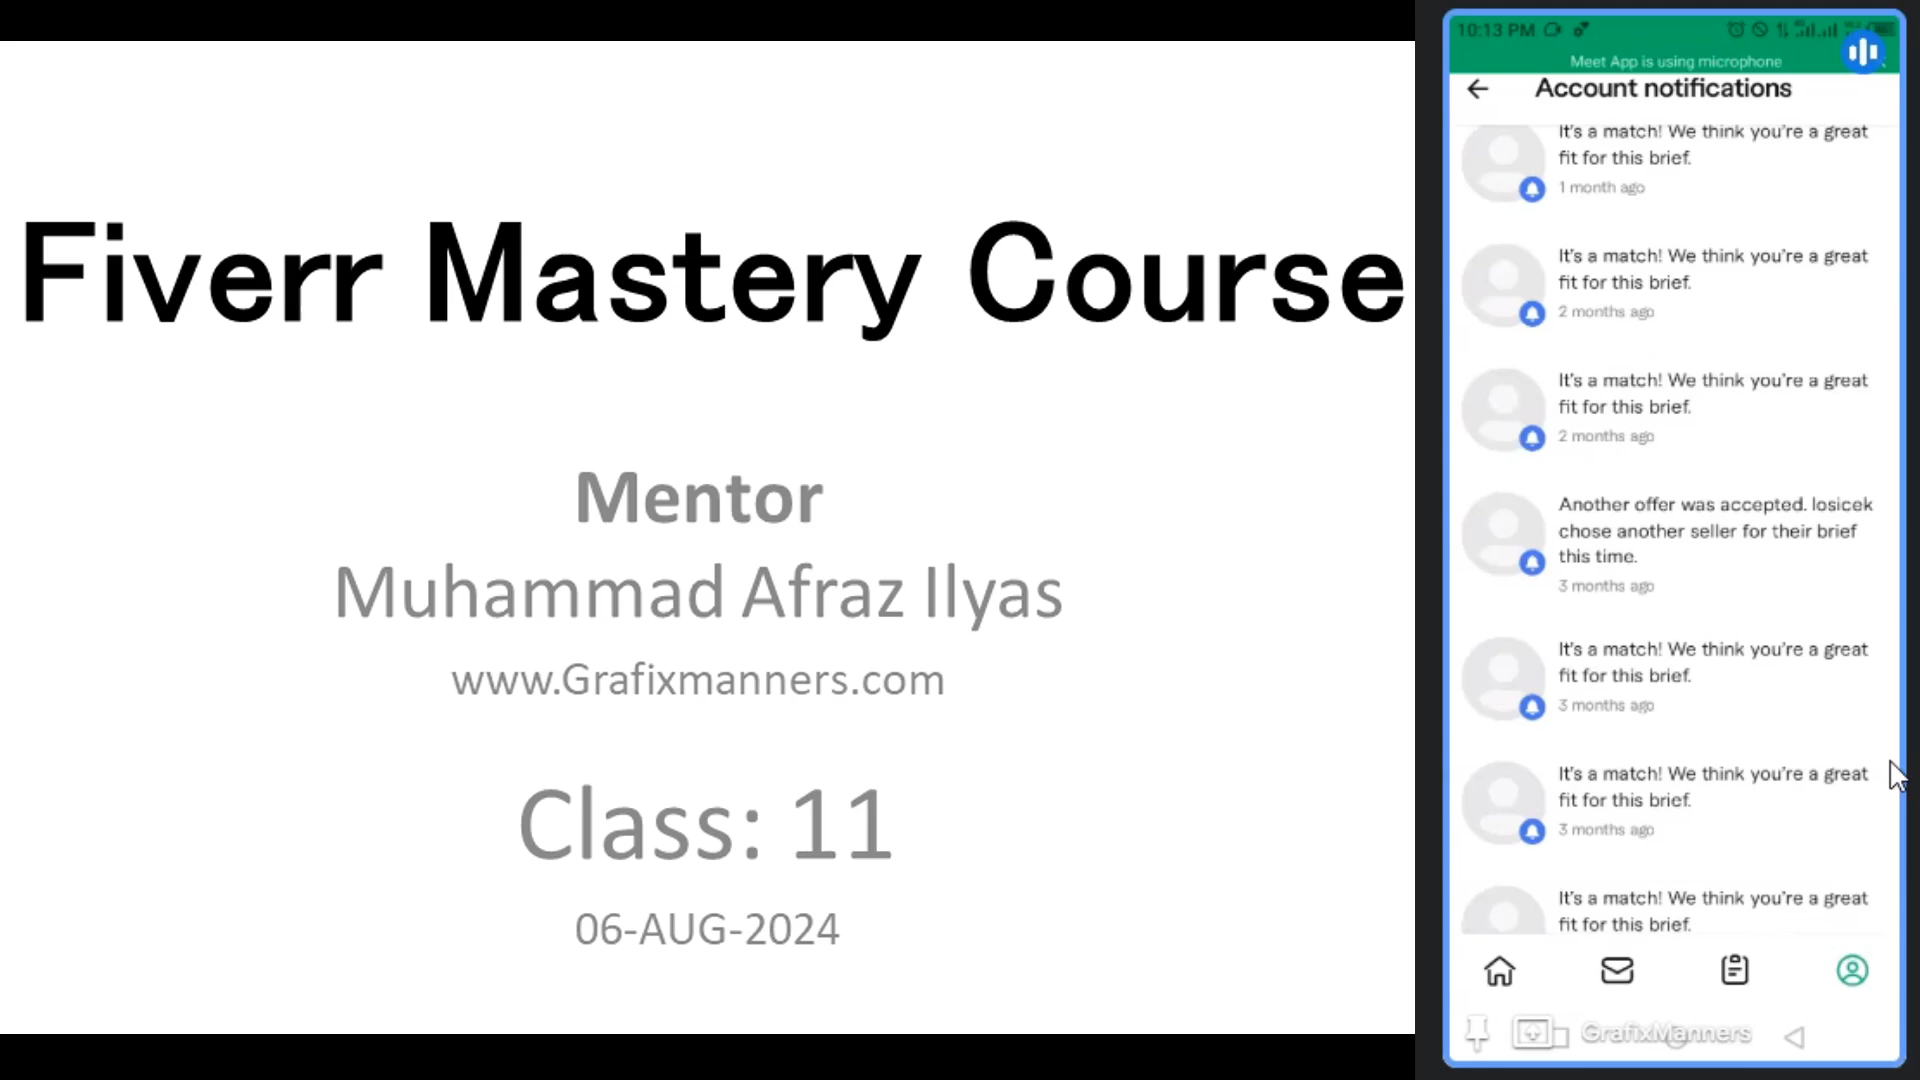 Fiverr Mastery Course
Mentor
Muhammad Afraz Ilyas
www.Grafixmanners.com
Class: 11
06-AUG-2024
10:13 PM
Meet App is using microphone
Account notifications
It's a match! We think you're a great
fit for this brief.
1 month ago
It's a match! We think you're a great
fit for this brief.
2 months ago
It's a match! We think you're a great
fit for this brief.
2 months ago
Another offer was accepted. losicek
chose another seller for their brief
this time.
3 months ago
It's a match! We think you're a great
fit for this brief.
3 months ago
It's a match! We think you're a great
fit for this brief.
3 months ago
It's a match! We think you're a great
fit for this brief.
GrafixManners